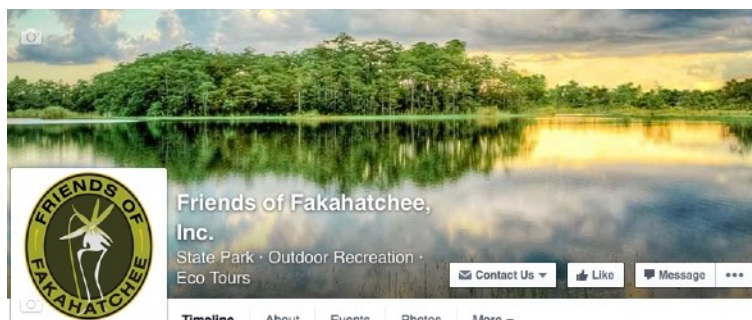 FRIENDS OF
FAKAHATCHEE
Friends of Fakahatchee,
Inc.
State Park · Outdoor Recreation ·
Eco Tours
Contact Us
Like
Message
Timeline About Events Photos More